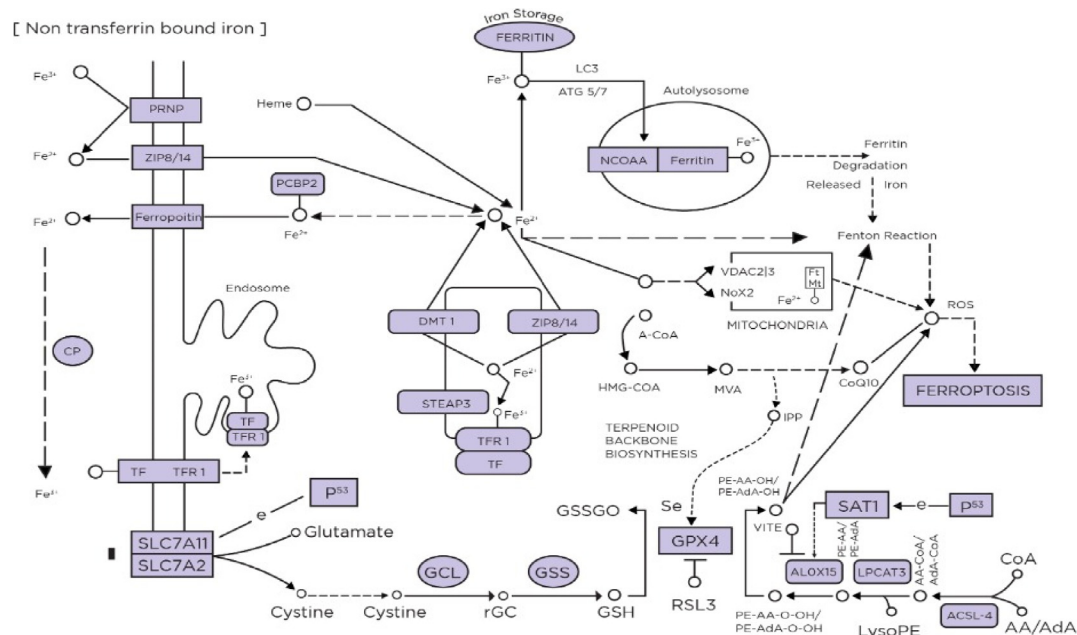 [ Non transferrin bound iron ]
Iron Storage
FERRITIN
Fe³⁺
LC3
ATG 5/7
Autolysosome
NCOAA
Ferritin
Fe³⁺
Ferritin
Degradation
Released Iron
Fenton Reaction
Fe³⁺
PRNP
Fe²⁺
ZIP8/14
Heme
PCBP2
Fe²⁺
Ferropoitin
Fe²⁺
Fe²⁺
Endosome
CP
Fe³⁺
Fe³⁺
TF
TFR 1
TF
TFR 1
DMT 1
ZIP8/14
Fe²⁺
STEAP3
Fe³⁺
TFR 1
TF
VDAC2|3
NoX2
Ft
Mt
Fe²⁺
MITOCHONDRIA
A-CoA
HMG-COA
MVA
CoQ10
ROS
FERROPTOSIS
IPP
TERPENOID
BACKBONE
BIOSYNTHESIS
P⁵³
e
SLC7A11
SLC7A2
Glutamate
Cystine
Cystine
GCL
rGC
GSS
GSH
GSSGO
Se
GPX4
RSL3
PE-AA-OH/
PE-AdA-OH
VITE
SAT1
e
P⁵³
PE-AA/
PE-AdA
ALOX15
LPCAT3
AA-CoA/
AdA-CoA
CoA
ACSL-4
AA/AdA
LysoPE
PE-AA-O-OH/
PE-AdA-O-OH